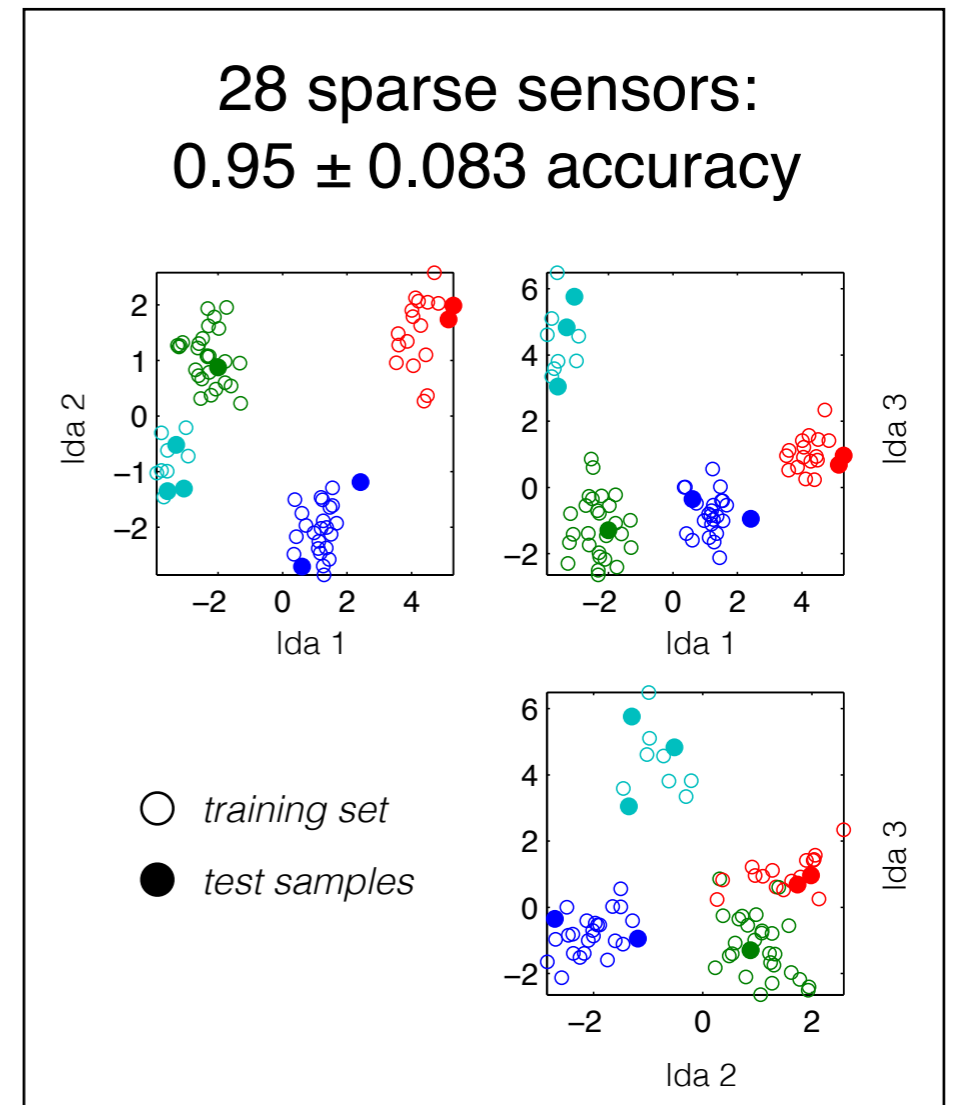 28 sparse sensors:
0.95 ± 0.083 accuracy
2
1
0
−1
−2
lda 2
−2 0 2 4
lda 1
6
4
2
0
−2
lda 3
−2 0 2 4
lda 1
6
4
2
0
−2
lda 3
−2 0 2
lda 2
training set
test samples